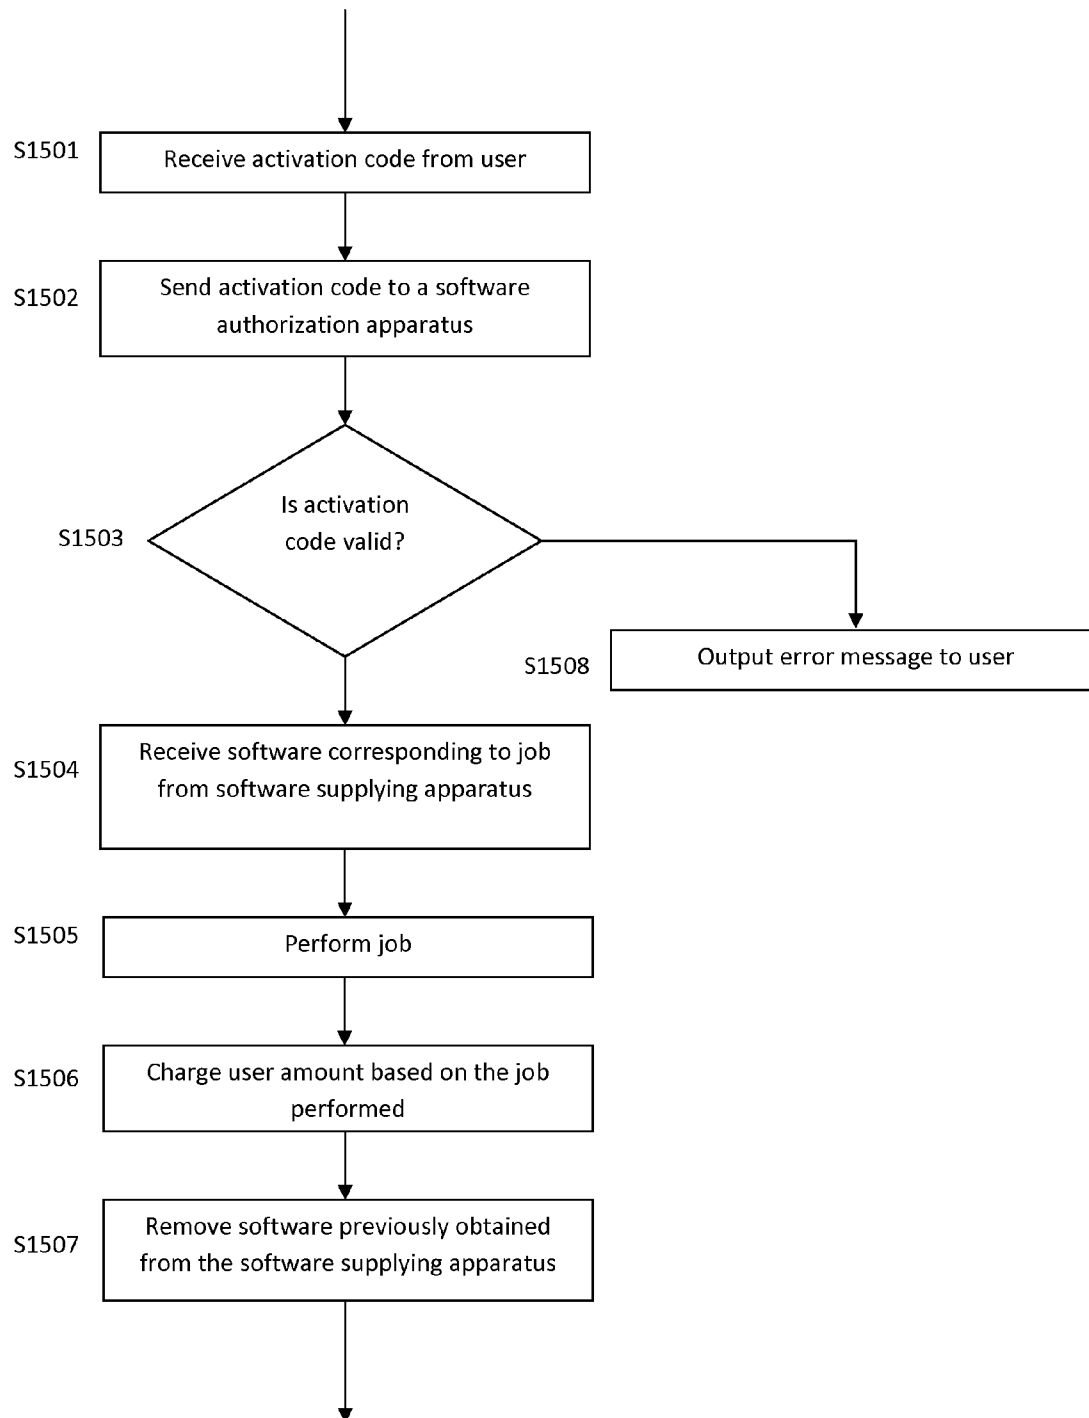 S1501
Receive activation code from user
S1502
Send activation code to a software
authorization apparatus
S1503
Is activation
code valid?
S1508
Output error message to user
S1504
Receive software corresponding to job
from software supplying apparatus
S1505
Perform job
S1506
Charge user amount based on the job
performed
S1507
Remove software previously obtained
from the software supplying apparatus